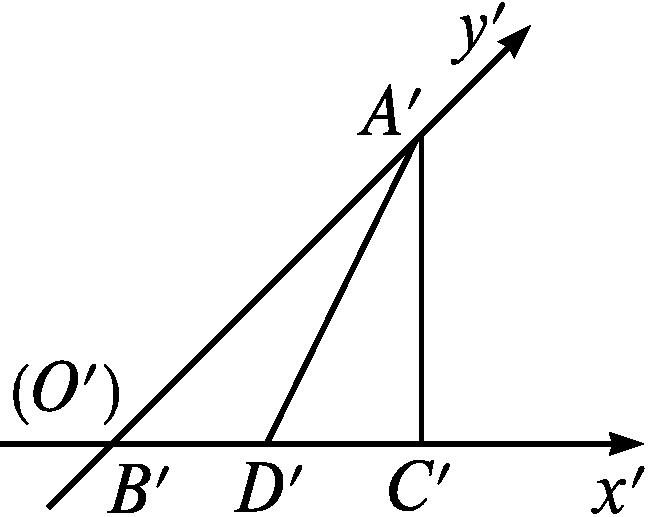 y′
A′
(O′)
B′ D′ C′ x′